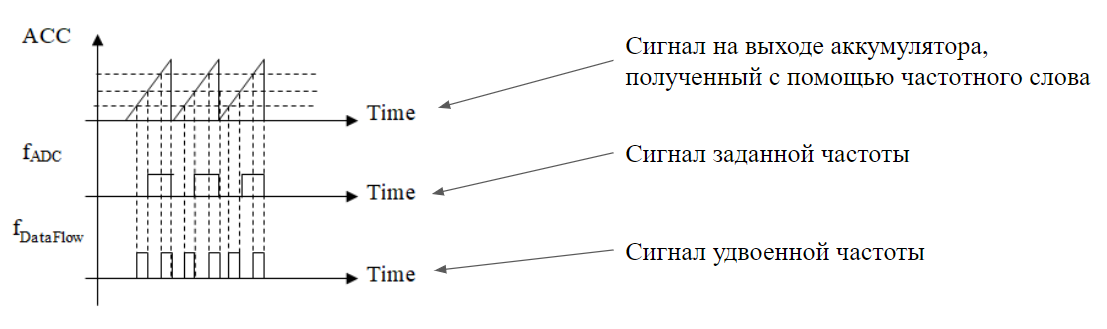 ACC
Сигнал на выходе аккумулятора,
полученный с помощью частотного слова
Time
fADC
Сигнал заданной частоты
Time
fDataFlow
Сигнал удвоенной частоты
Time